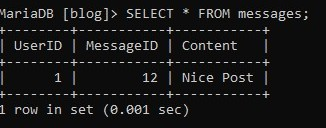 MariaDB [blog]> SELECT * FROM messages;
+--------+-----------+-----------+
| UserID | MessageID | Content   |
+--------+-----------+-----------+
|      1 |        12 | Nice Post |
+--------+-----------+-----------+
1 row in set (0.001 sec)